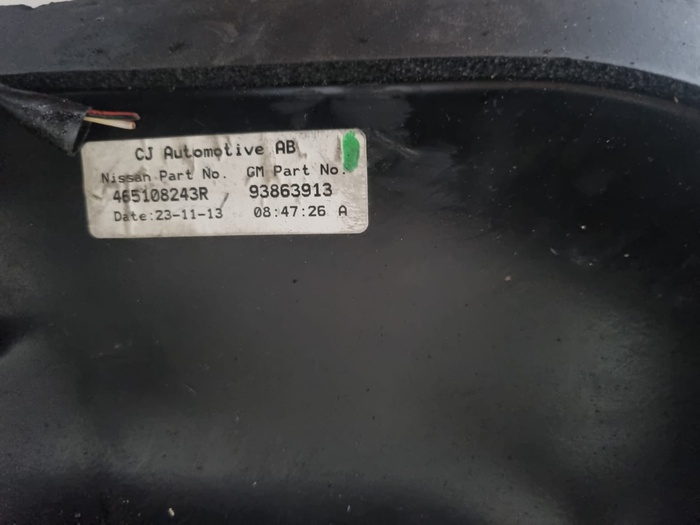 CJ Automotive AB
Nissan Part No. GM Part No.
465108243R 93863913
Date:23-11-13 08:47:26 A